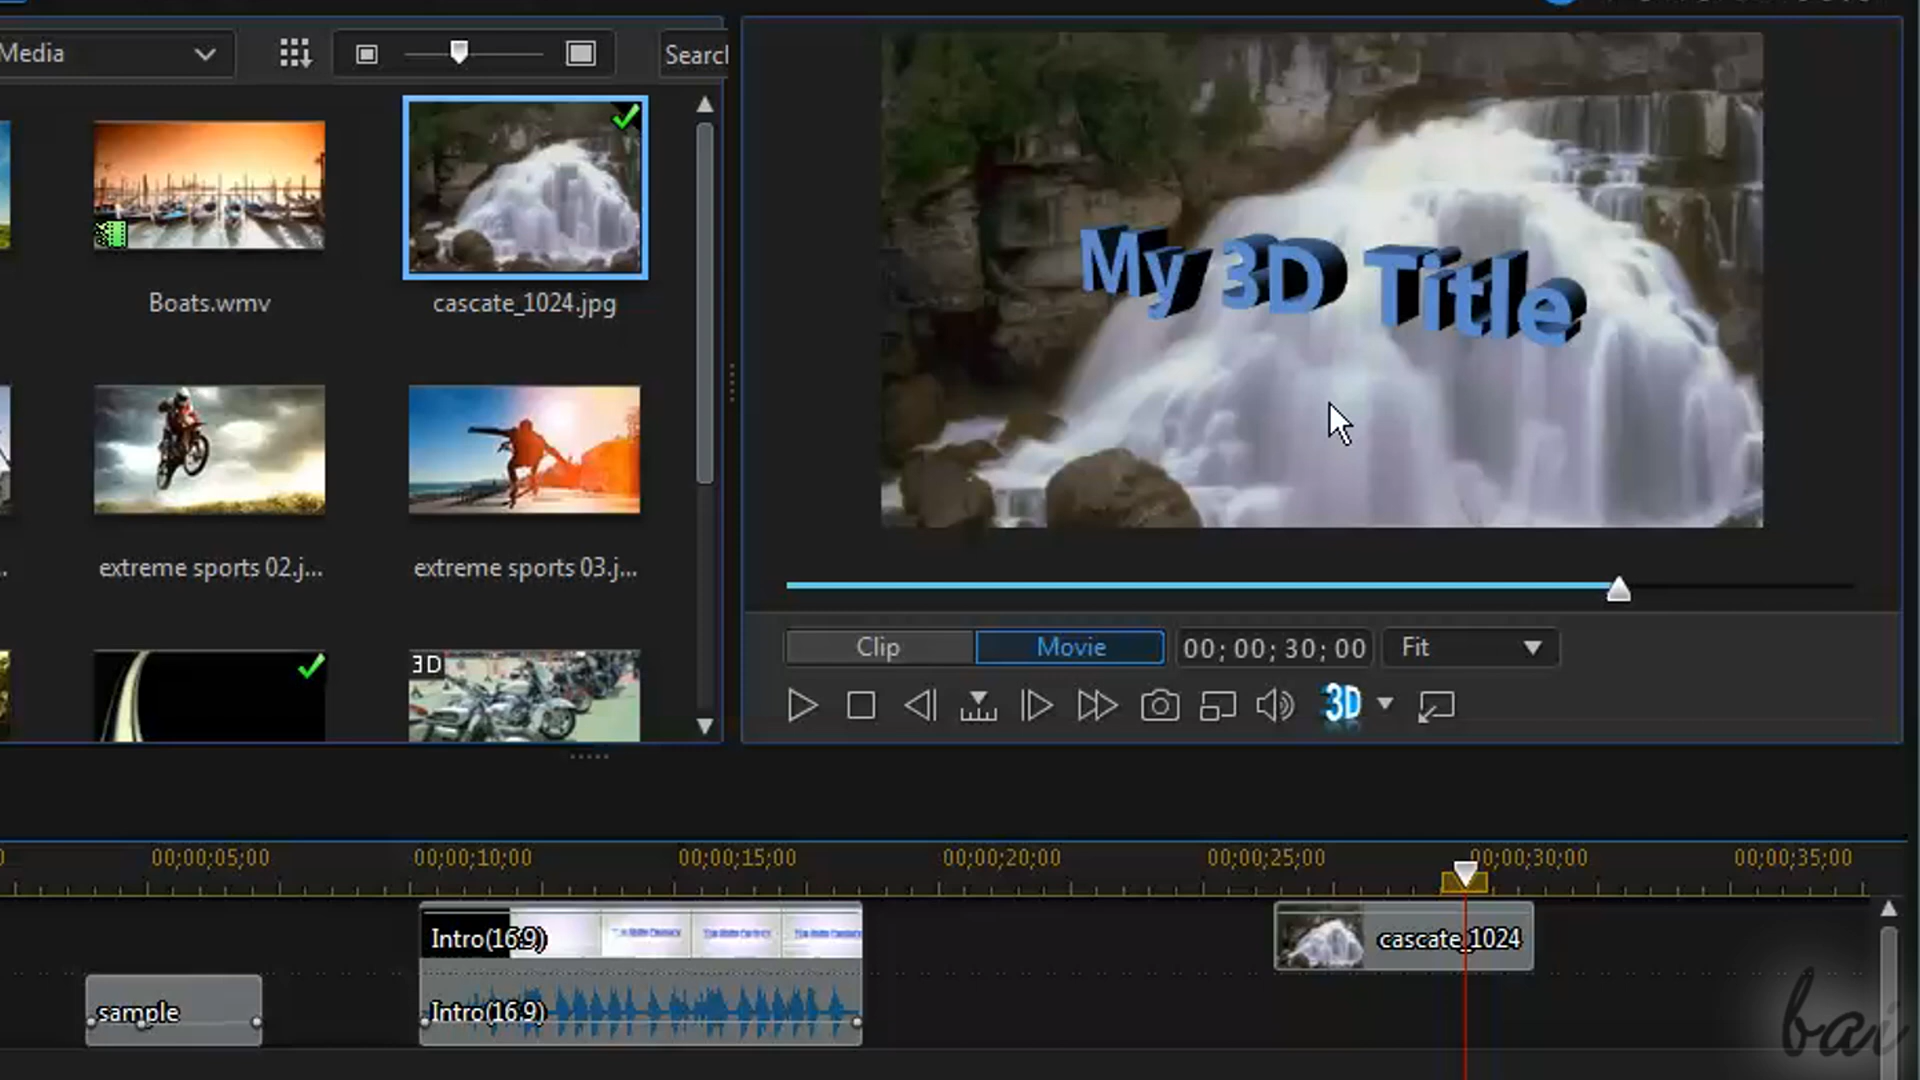 Media
Search
Boats.wmv
cascate_1024.jpg
extreme sports 02.j...
extreme sports 03.j...
3D
My 3D Title
Clip
Movie
00; 00; 30; 00
Fit
3D
00;00;05;00
00;00;10;00
00;00;15;00
00;00;20;00
00;00;25;00
00;00;30;00
00;00;35;00
Intro(16:9)
cascate_1024
sample
Intro(16:9)
bai